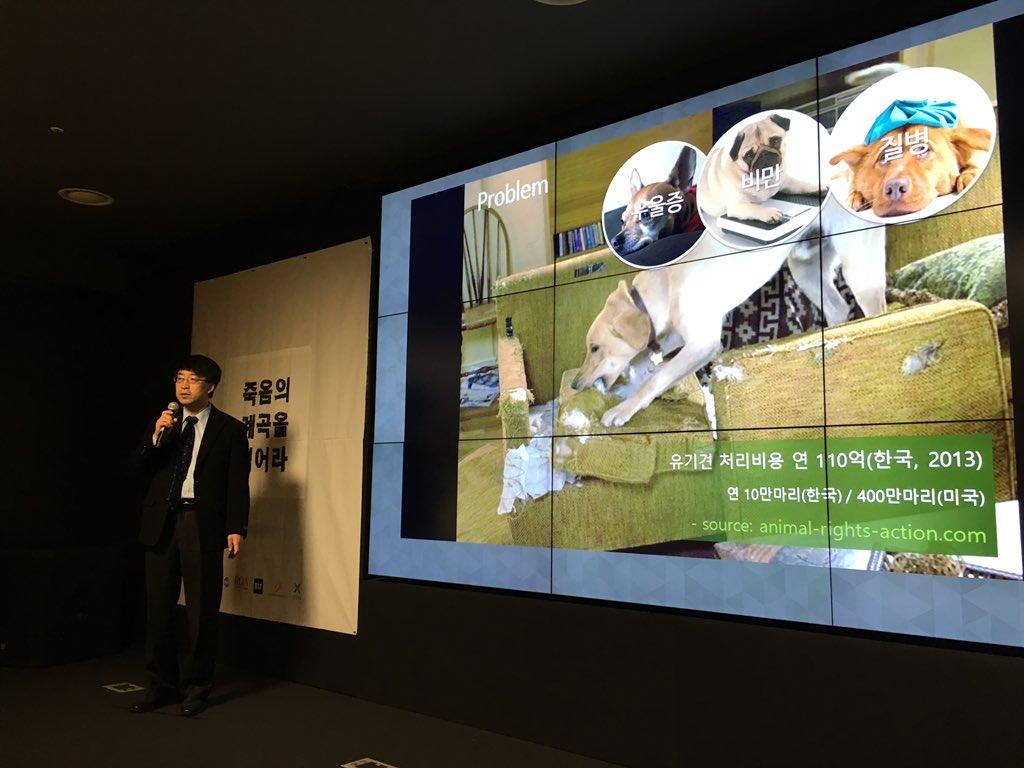 Problem
우울증
비만
질병
죽음의
계곡을
어라
유기견 처리비용 연 110억(한국, 2013)
연 10만마리(한국) / 400만마리(미국)
- source: animal-rights-action.com